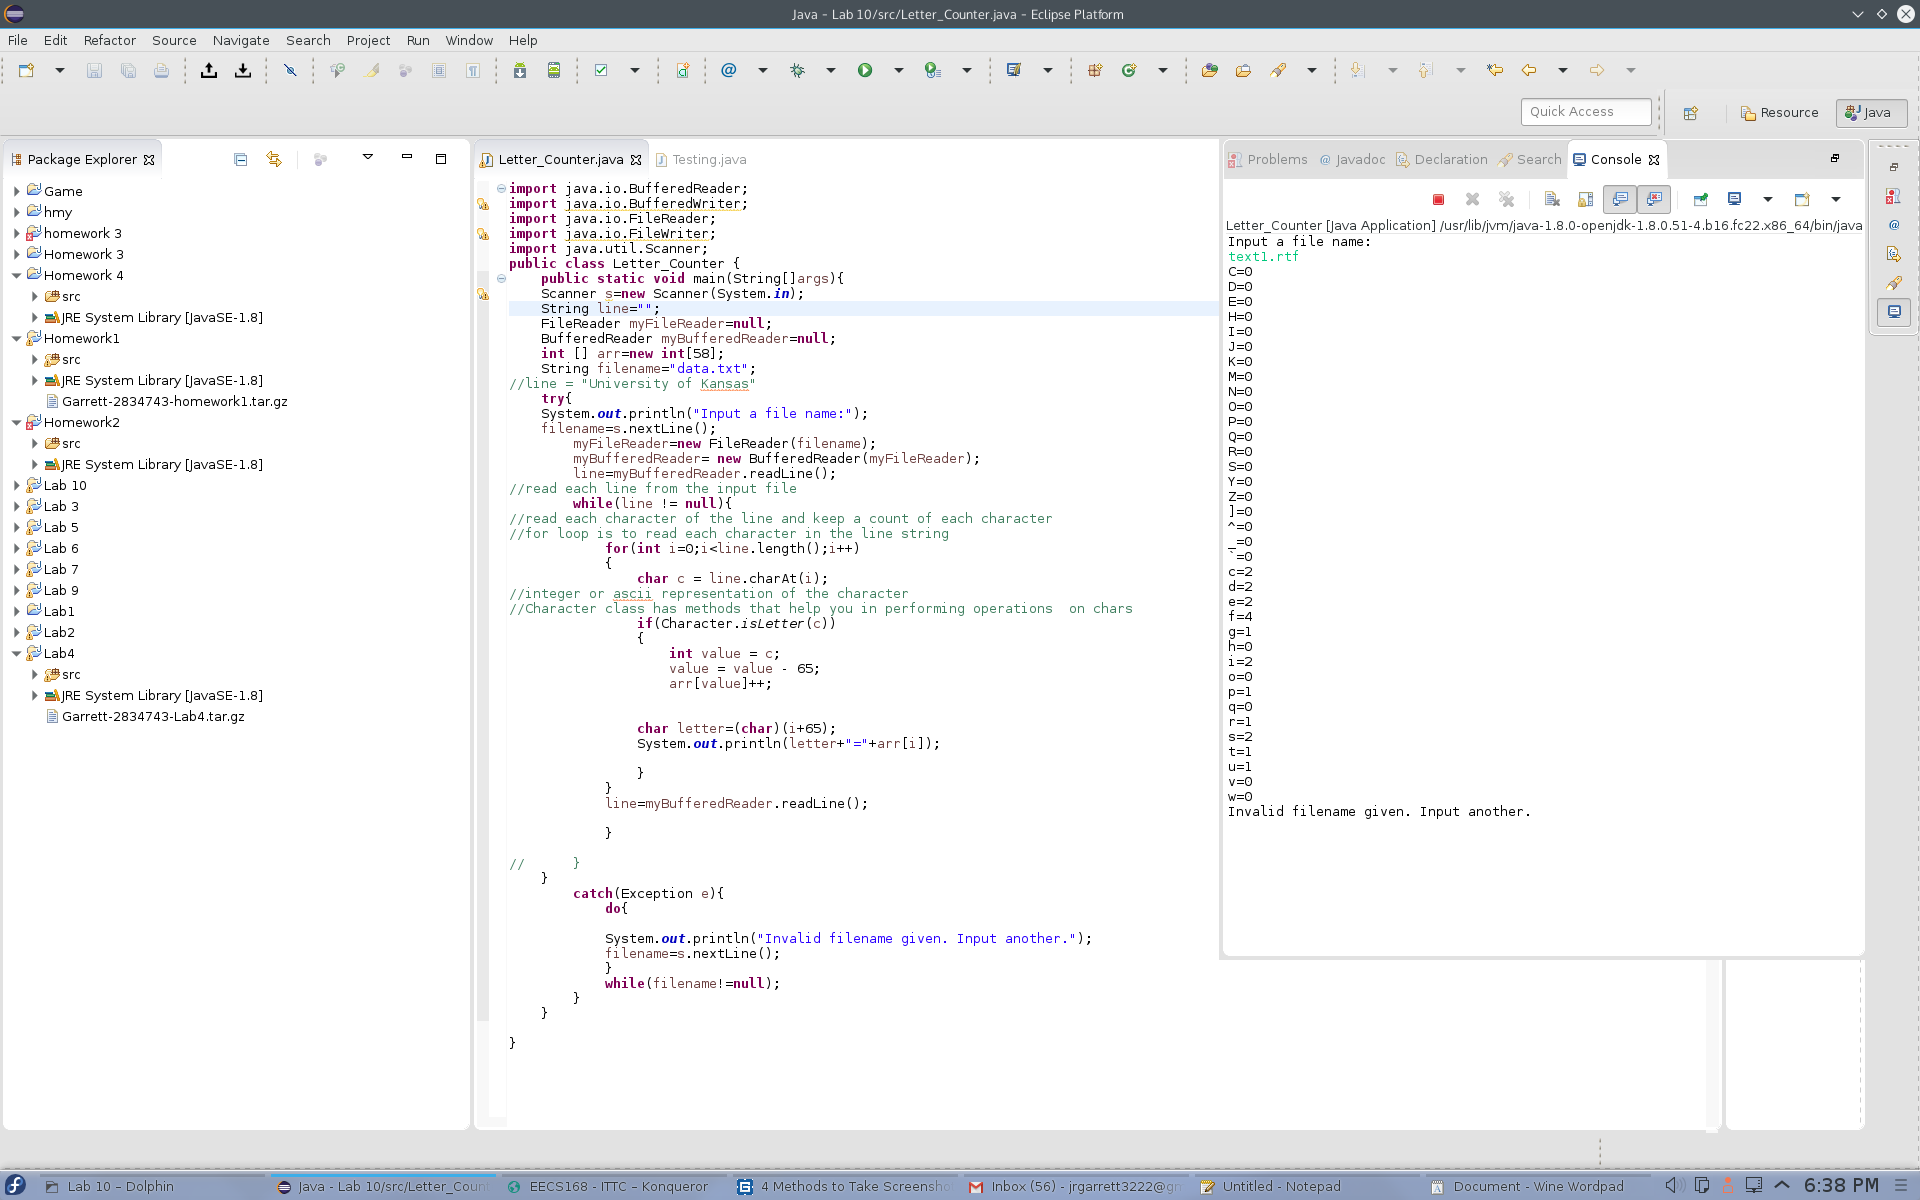 Java - Lab 10/src/Letter_Counter.java - Eclipse Platform
File Edit Refactor Source Navigate Search Project Run Window Help
Quick Access
Resource
Java
Package Explorer
Game
hmy
homework 3
Homework 3
Homework 4
src
JRE System Library [JavaSE-1.8]
Homework1
src
JRE System Library [JavaSE-1.8]
Garrett-2834743-homework1.tar.gz
Homework2
src
JRE System Library [JavaSE-1.8]
Lab 10
Lab 3
Lab 5
Lab 6
Lab 7
Lab 9
Lab1
Lab2
Lab4
src
JRE System Library [JavaSE-1.8]
Garrett-2834743-Lab4.tar.gz
Letter_Counter.java
Testing.java
import java.io.BufferedReader;
import java.io.BufferedWriter;
import java.io.FileReader;
import java.io.FileWriter;
import java.util.Scanner;
public class Letter_Counter {
public static void main(String[]args){
Scanner s=new Scanner(System.in);
String line="";
FileReader myFileReader=null;
BufferedReader myBufferedReader=null;
int [] arr=new int[58];
String filename="data.txt";
//line = "University of Kansas"
try{
System.out.println("Input a file name:");
filename=s.nextLine();
myFileReader=new FileReader(filename);
myBufferedReader= new BufferedReader(myFileReader);
line=myBufferedReader.readLine();
//read each line from the input file
while(line != null){
//read each character of the line and keep a count of each character
//for loop is to read each character in the line string
for(int i=0;i<line.length();i++)
{
char c = line.charAt(i);
//integer or ascii representation of the character
//Character class has methods that help you in performing operations  on chars
if(Character.isLetter(c))
{
int value = c;
value = value - 65;
arr[value]++;
char letter=(char)(i+65);
System.out.println(letter+"="+arr[i]);
}
}
line=myBufferedReader.readLine();
}
// }
}
catch(Exception e){
do{
System.out.println("Invalid filename given. Input another.");
filename=s.nextLine();
}
while(filename!=null);
}
}
}
Problems
Javadoc
Declaration
Search
Console
Letter_Counter [Java Application] /usr/lib/jvm/java-1.8.0-openjdk-1.8.0.51-4.b16.fc22.x86_64/bin/java
Input a file name:
text1.rtf
C=0
D=0
E=0
H=0
I=0
J=0
K=0
M=0
N=0
O=0
P=0
Q=0
R=0
S=0
Y=0
Z=0
]=0
^=0
_=0
`=0
c=2
d=2
e=2
f=4
g=1
h=0
i=2
o=0
p=1
q=0
r=1
s=2
t=1
u=1
v=0
w=0
Invalid filename given. Input another.
Lab 10 - Dolphin
Java - Lab 10/src/Letter_Count
EECS168 - ITTC - Konqueror
4 Methods to Take Screensho
Inbox (56) - jrgarrett3222@gm
Untitled - Notepad
Document - Wine Wordpad
6:38 PM